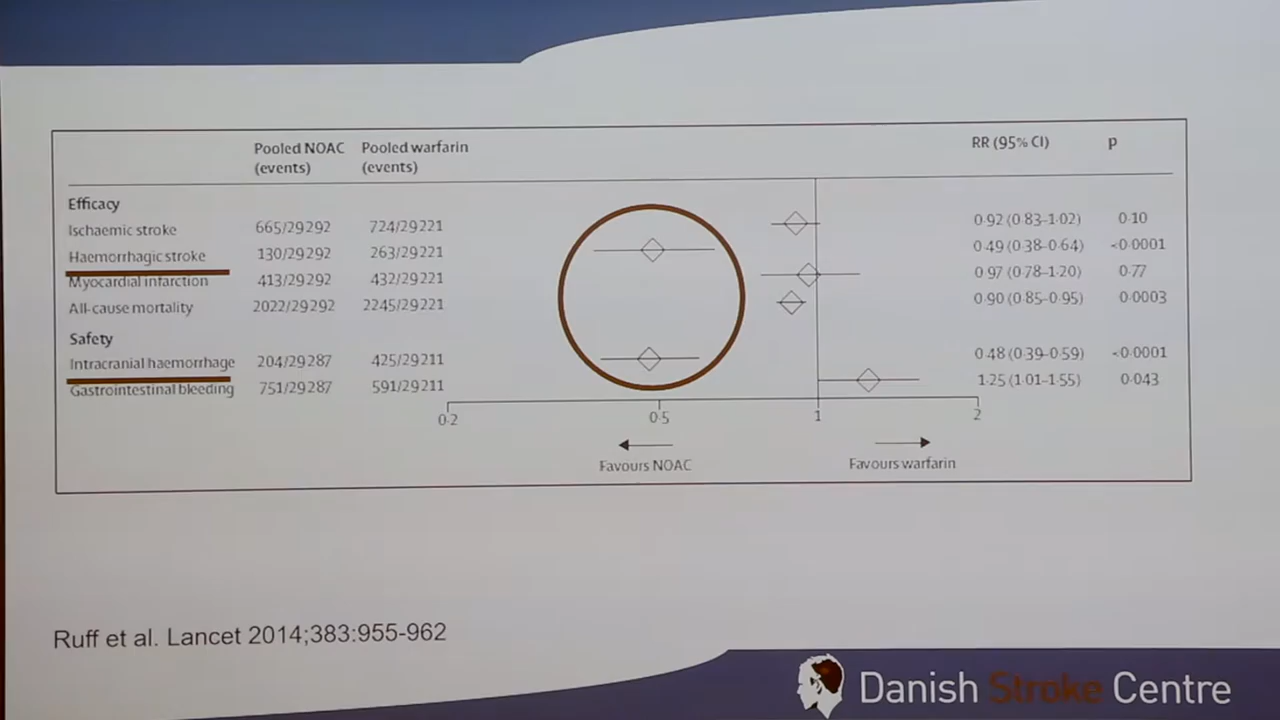 Pooled NOAC (events) Pooled warfarin (events) RR (95% CI) p
Efficacy
Ischaemic stroke 665/29292 724/29221 0·92 (0·83–1·02) 0·10
Haemorrhagic stroke 130/29292 263/29221 0·49 (0·38–0·64) <0·0001
Myocardial infarction 413/29292 432/29221 0·97 (0·78–1·20) 0·77
All-cause mortality 2022/29292 2245/29221 0·90 (0·85–0·95) 0·0003
Safety
Intracranial haemorrhage 204/29287 425/29211 0·48 (0·39–0·59) <0·0001
Gastrointestinal bleeding 751/29287 591/29211 1·25 (1·01–1·55) 0·043
0·2 0·5 1 2
Favours NOAC Favours warfarin
Ruff et al. Lancet 2014;383:955-962
Danish Stroke Centre